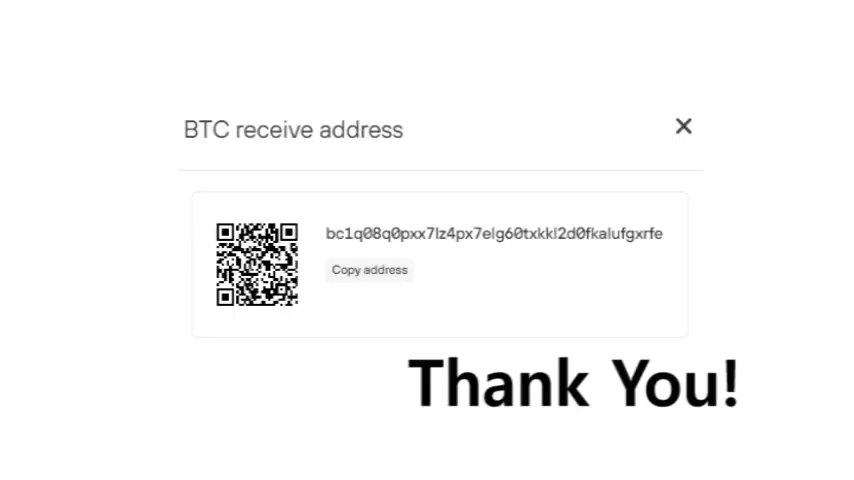 BTC receive address
bc1q08q0pxx7lz4px7elg60txkkl2d0fkalufgxrfe
Copy address
Thank You!